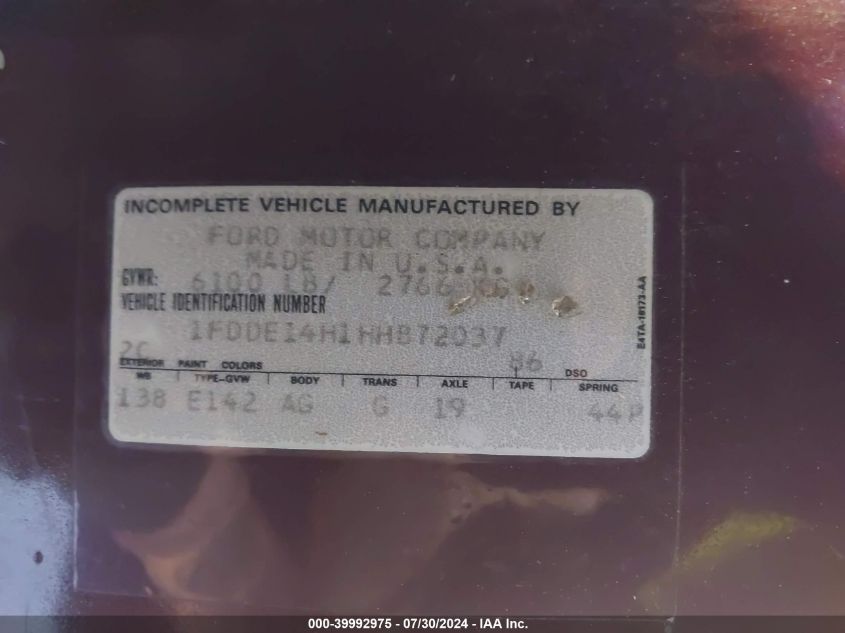 INCOMPLETE VEHICLE MANUFACTURED BY
FORD MOTOR COMPANY
MADE IN U.S.A.
GVWR: 6100 LB/ 2766 KG
VEHICLE IDENTIFICATION NUMBER
1FDDE14H1HHB72037
2C 86
EXTERIOR PAINT COLORS DSO
WB TYPE-GVW BODY TRANS AXLE TAPE SPRING
138 E142 AG G 19 44P
E4TA-16173-AA
000-39992975 / 07/30/2024 - IAA Inc.